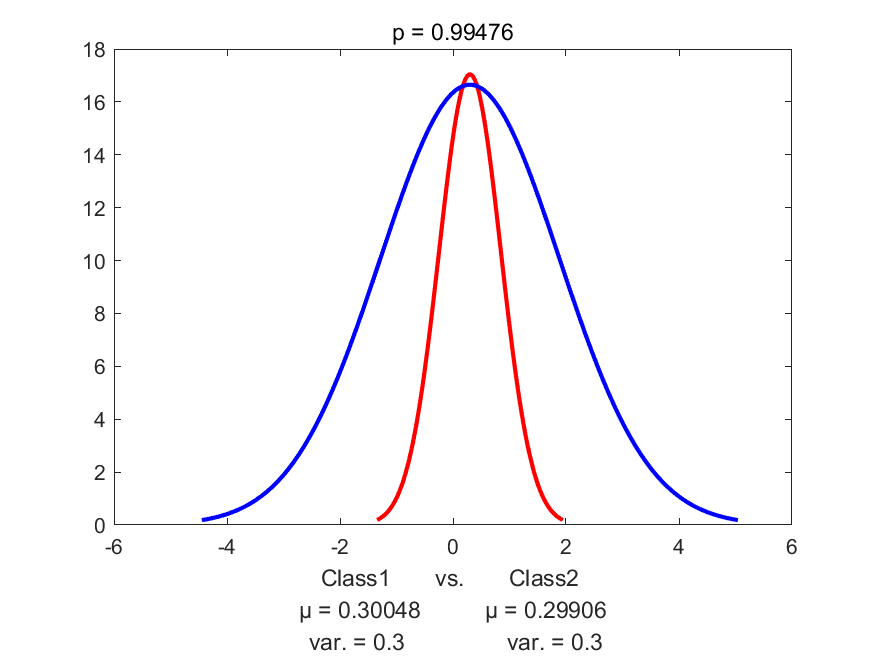 p = 0.99476
18
16
14
12
10
8
6
4
2
0
-6 -4 -2 0 2 4 6
Class1 vs. Class2
μ = 0.30048 μ = 0.29906
var. = 0.3 var. = 0.3